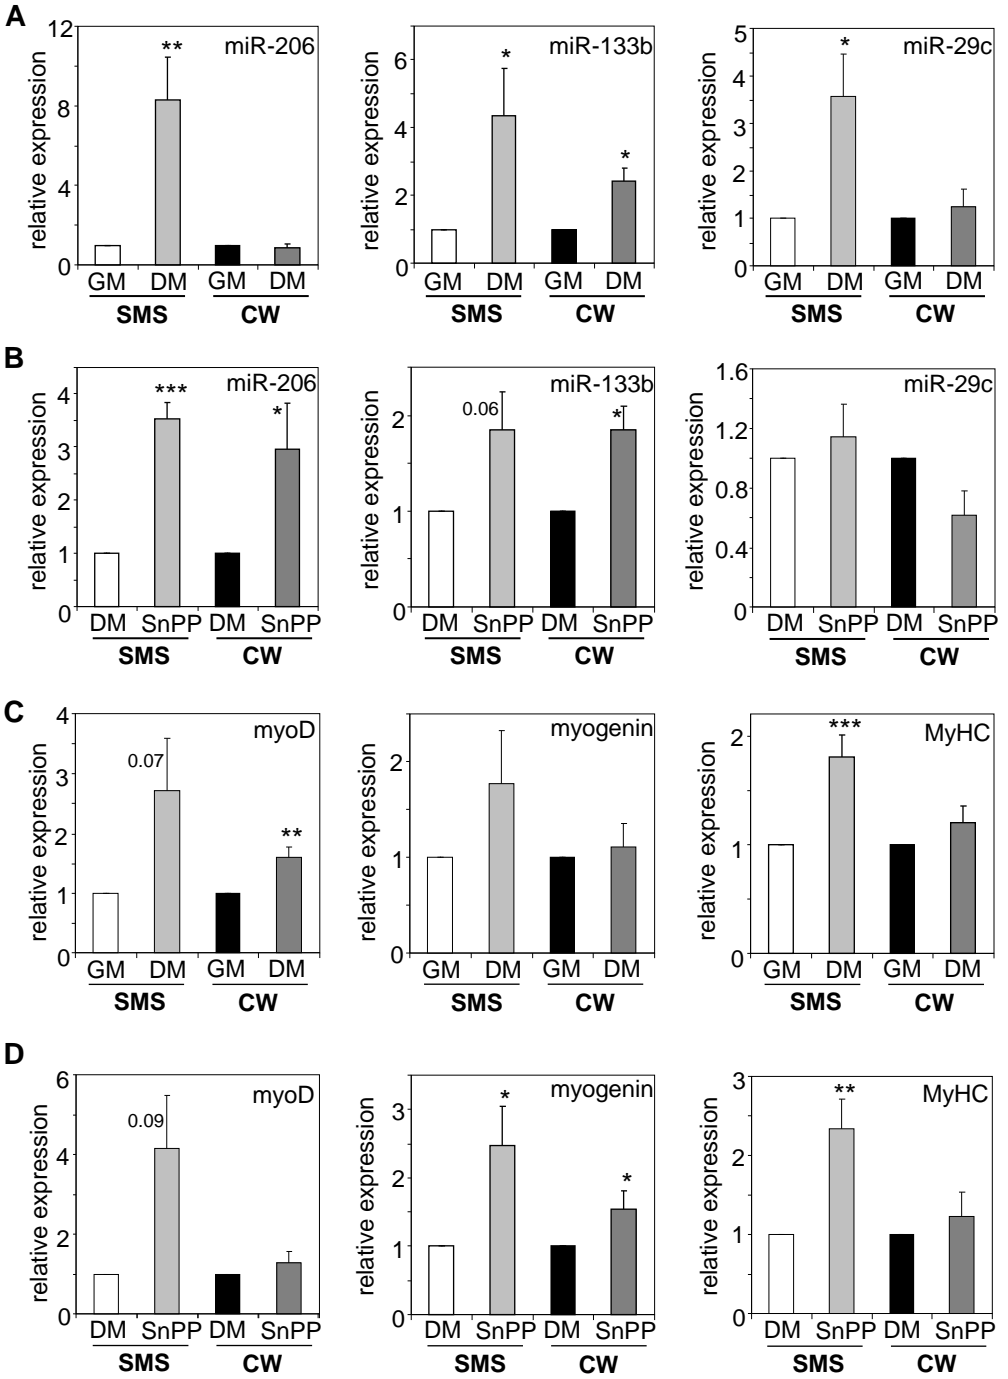 A
relative expression
miR-206
12
8
4
0
**
GM DM GM DM
SMS CW
relative expression
miR-133b
6
4
2
0
*
*
GM DM GM DM
SMS CW
relative expression
miR-29c
5
4
3
2
1
0
*
GM DM GM DM
SMS CW
B
relative expression
miR-206
4
3
2
1
0
***
*
DM SnPP DM SnPP
SMS CW
relative expression
miR-133b
2
1
0
0.06
*
DM SnPP DM SnPP
SMS CW
relative expression
miR-29c
1.6
1.2
0.8
0.4
0
DM SnPP DM SnPP
SMS CW
C
relative expression
myoD
4
3
2
1
0
0.07
**
GM DM GM DM
SMS CW
relative expression
myogenin
2
1
0
GM DM GM DM
SMS CW
relative expression
MyHC
2
1
0
***
GM DM GM DM
SMS CW
D
relative expression
myoD
6
4
2
0
0.09
DM SnPP DM SnPP
SMS CW
relative expression
myogenin
3
2
1
0
*
*
DM SnPP DM SnPP
SMS CW
relative expression
MyHC
3
2
1
0
**
DM SnPP DM SnPP
SMS CW